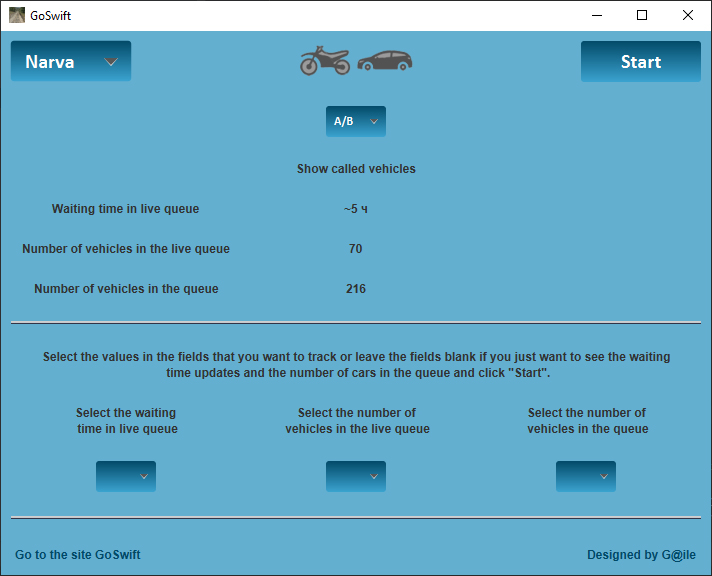 GoSwift
Narva
Start
A/B
Show called vehicles
Waiting time in live queue
~5 ч
Number of vehicles in the live queue
70
Number of vehicles in the queue
216
Select the values in the fields that you want to track or leave the fields blank if you just want to see the waiting
time updates and the number of cars in the queue and click "Start".
Select the waiting
time in live queue
Select the number of
vehicles in the live queue
Select the number of
vehicles in the queue
Go to the site GoSwift
Designed by G@ile